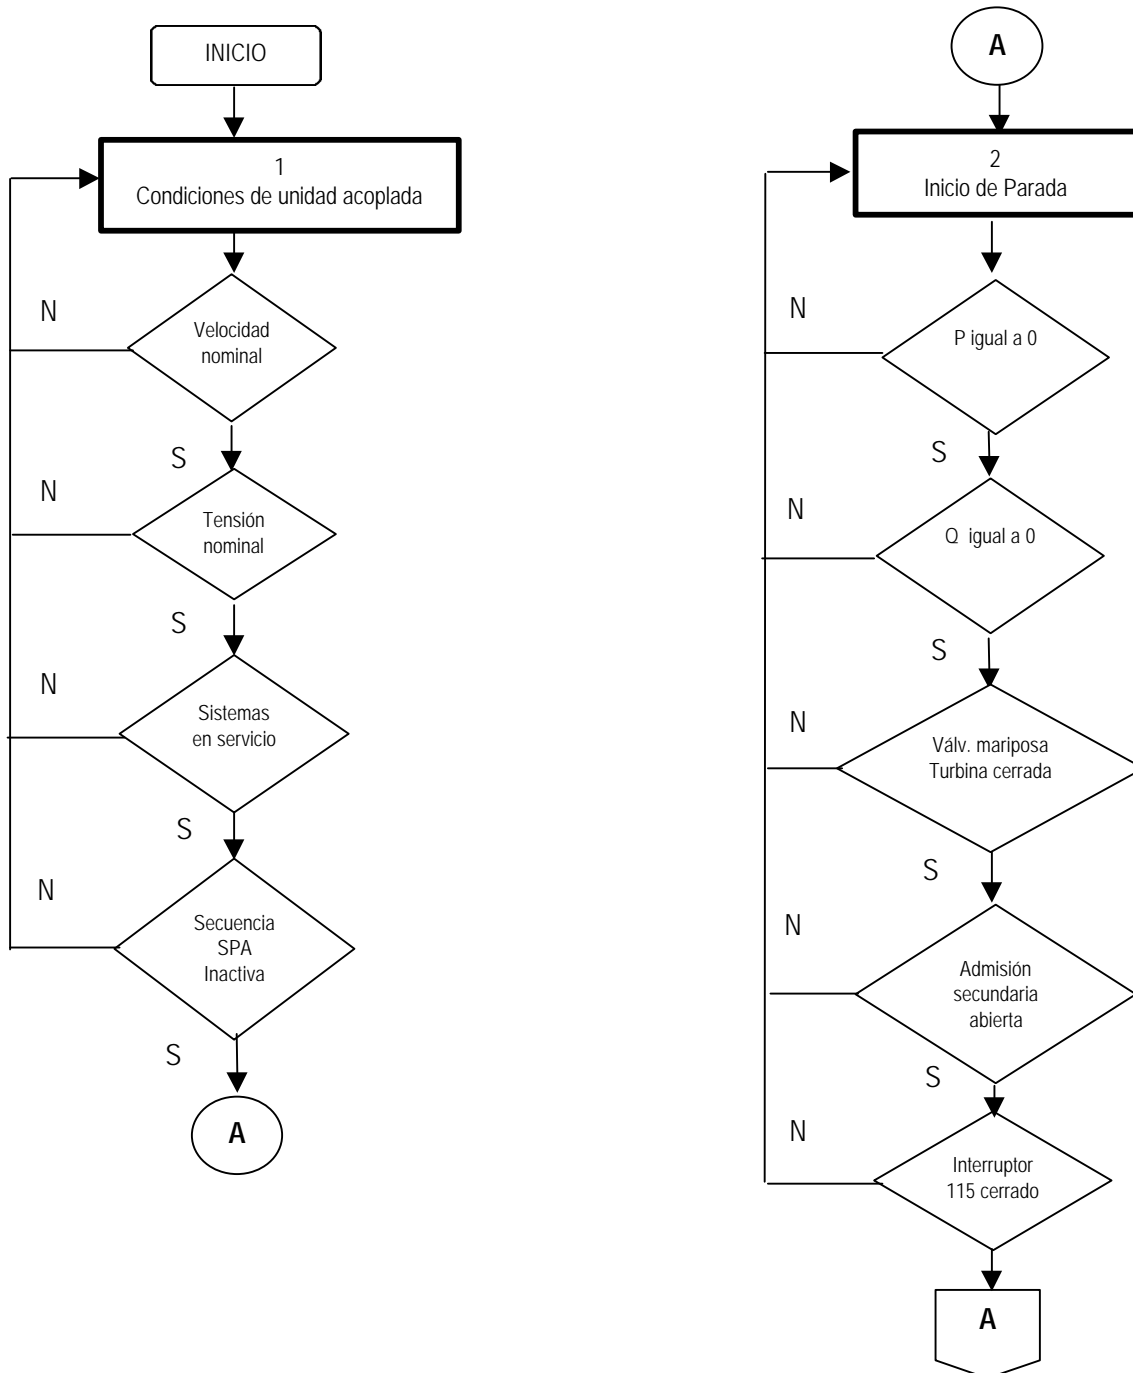 INICIO
1
Condiciones de unidad acoplada
N
Velocidad
nominal
S
N
Tensión
nominal
S
N
Sistemas
en servicio
S
N
Secuencia
SPA
Inactiva
S
A
A
2
Inicio de Parada
N
P igual a 0
S
N
Q igual a 0
S
N
Válv. mariposa
Turbina cerrada
S
N
Admisión
secundaria
abierta
S
N
Interruptor
115 cerrado
A